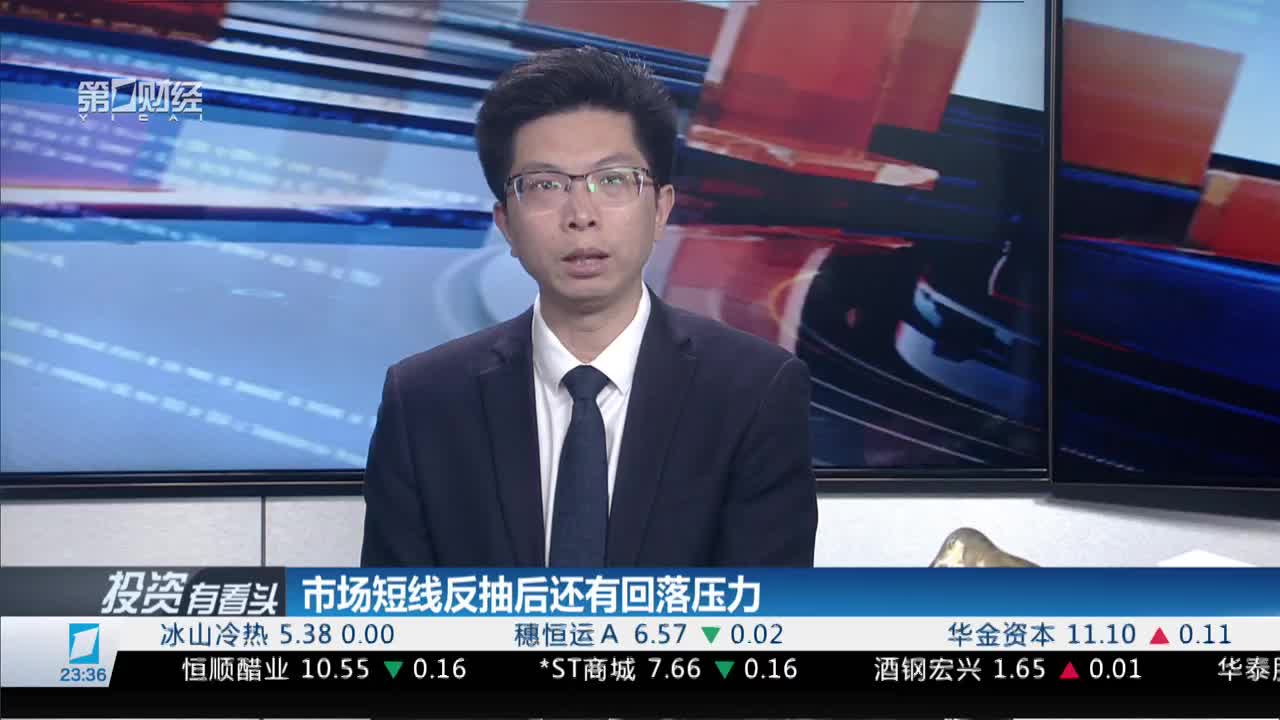 第一财经
YICAI
投资有看头
市场短线反抽后还有回落压力
冰山冷热 5.38 0.00 穗恒运A 6.57 ▼ 0.02 华金资本 11.10 ▲ 0.11
23:36
恒顺醋业 10.55 ▼ 0.16 *ST商城 7.66 ▼ 0.16 酒钢宏兴 1.65 ▲ 0.01 华泰